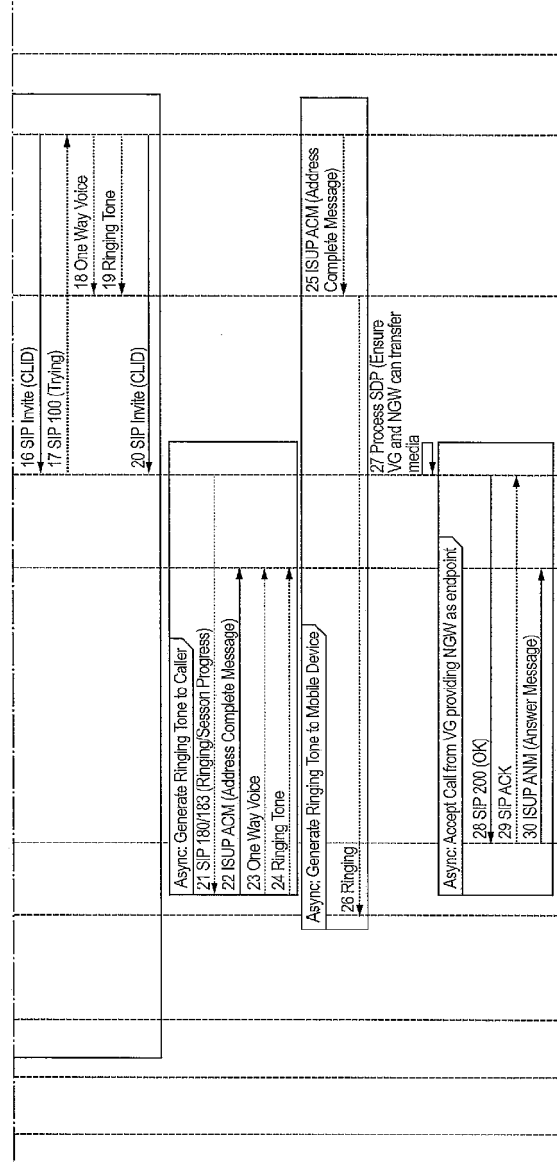 16 SIP Invite (CLID)
17 SIP 100 (Trying)
18 One Way Voice
19 Ringing Tone
20 SIP Invite (CLID)
Async: Generate Ringing Tone to Caller
21 SIP 180/183 (Ringing/Sesson Progress)
22 ISUP ACM (Address Complete Message)
23 One Way Voice
24 Ringing Tone
Async: Generate Ringing Tone to Mobile Device
25 ISUP ACM (Address
Complete Message)
26 Ringing
27 Process SDP (Ensure
VG and NGW can transfer
media
Async: Accept Call from VG providing NGW as endpoint
28 SIP 200 (OK)
29 SIP ACK
30 ISUP ANM (Answer Message)